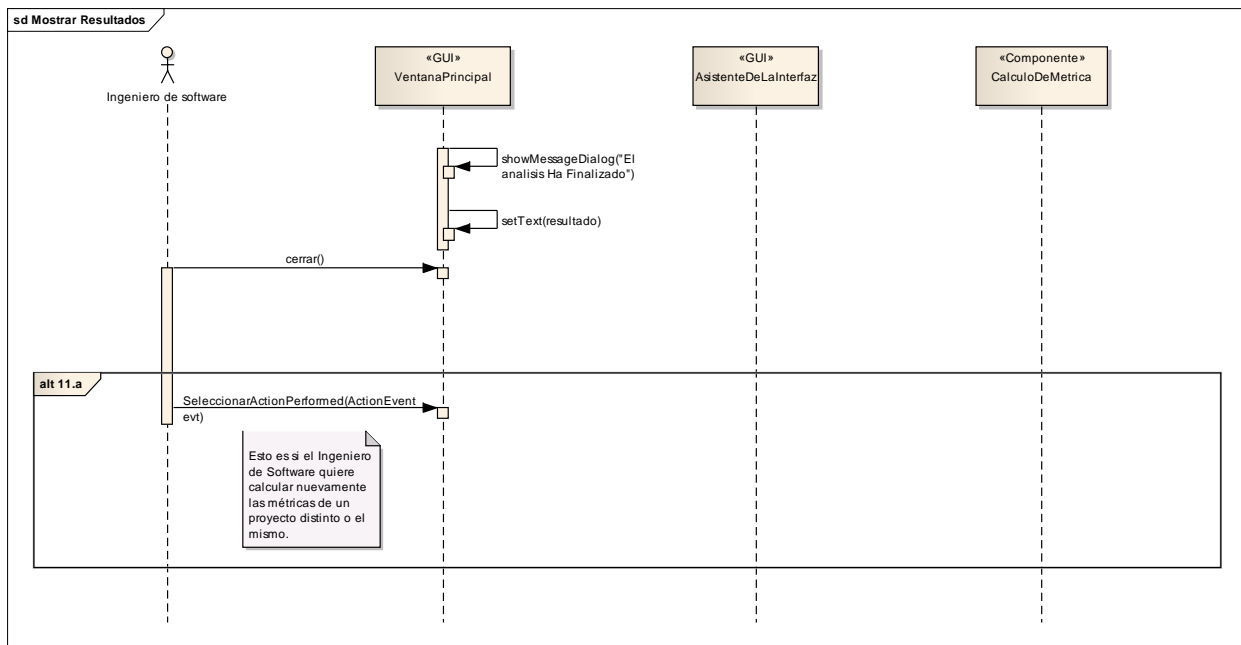 sd Mostrar Resultados
Ingeniero de software
«GUI»
VentanaPrincipal
«GUI»
AsistenteDeLaInterfaz
«Componente»
CalculoDeMetrica
showMessageDialog("El
analisis Ha Finalizado")
setText(resultado)
cerrar()
alt 11.a
SeleccionarActionPerformed(ActionEvent
evt)
Esto es si el Ingeniero
de Software quiere
calcular nuevamente
las métricas de un
proyecto distinto o el
mismo.